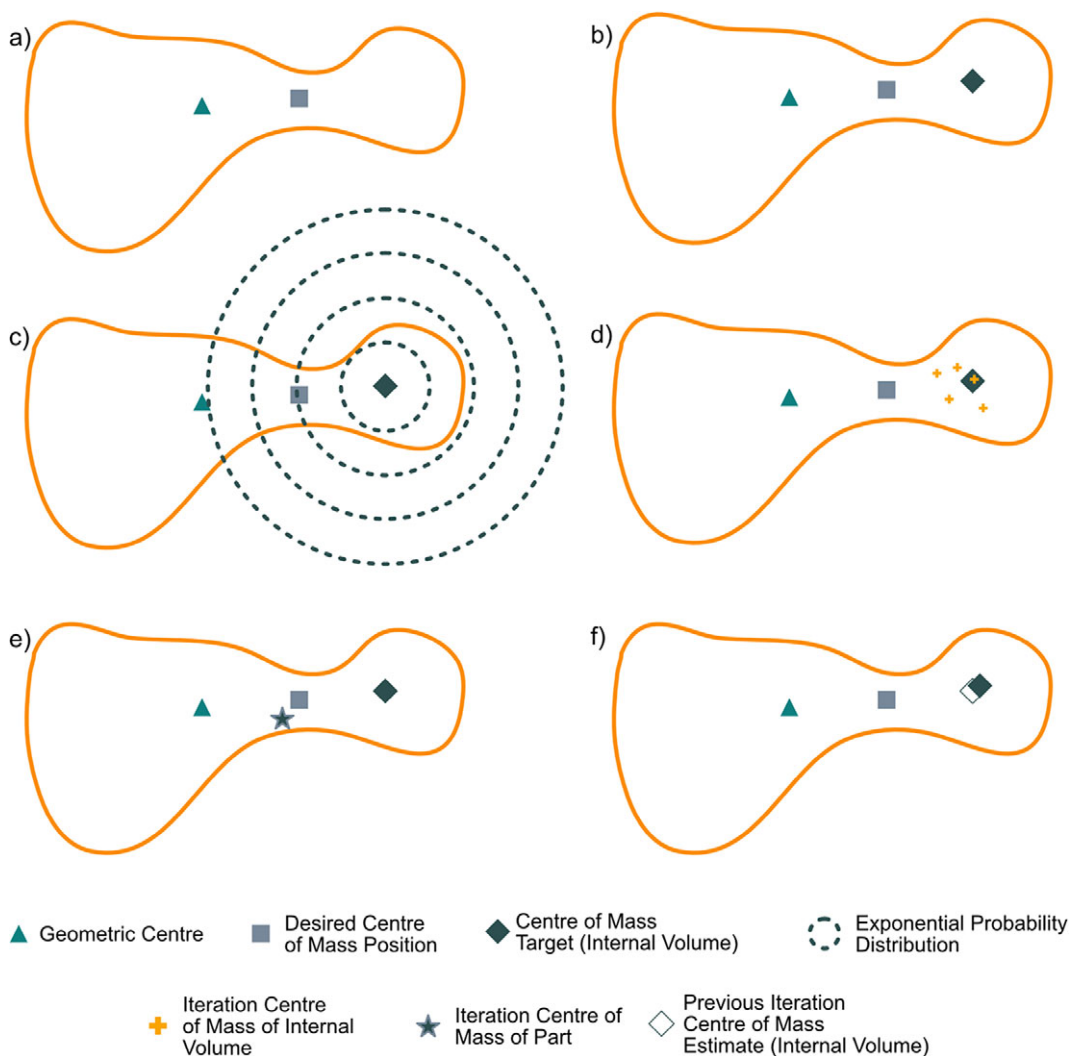 a)
b)
c)
d)
e)
f)
Geometric Centre
Desired Centre
of Mass Position
Centre of Mass
Target (Internal Volume)
Exponential Probability
Distribution
Iteration Centre
of Mass of Internal
Volume
Iteration Centre of
Mass of Part
Previous Iteration
Centre of Mass
Estimate (Internal Volume)